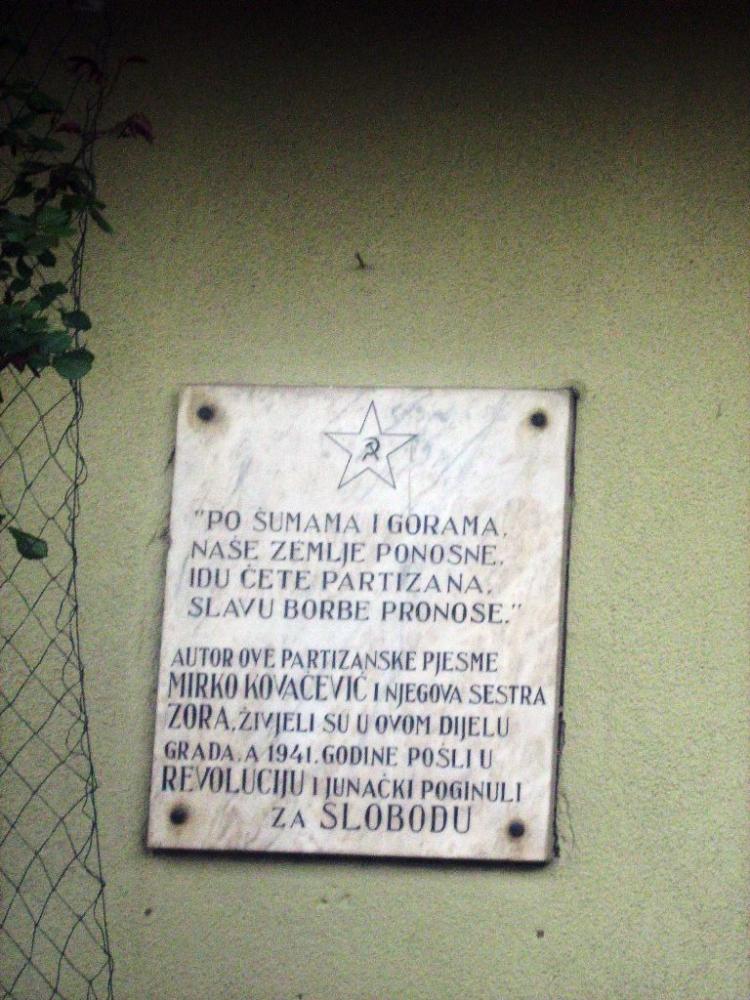 "PO ŠUMAMA I GORAMA,
NAŠE ZEMLJE PONOSNE,
IDU ČETE PARTIZANA,
SLAVU BORBE PRONOSE."
AUTOR OVE PARTIZANSKE PJESME
MIRKO KOVAČEVIĆ I NJEGOVA SESTRA
ZORA, ŽIVJELI SU U OVOM DIJELU
GRADA, A 1941. GODINE POŠLI U
REVOLUCIJU I JUNAČKI POGINULI
ZA SLOBODU